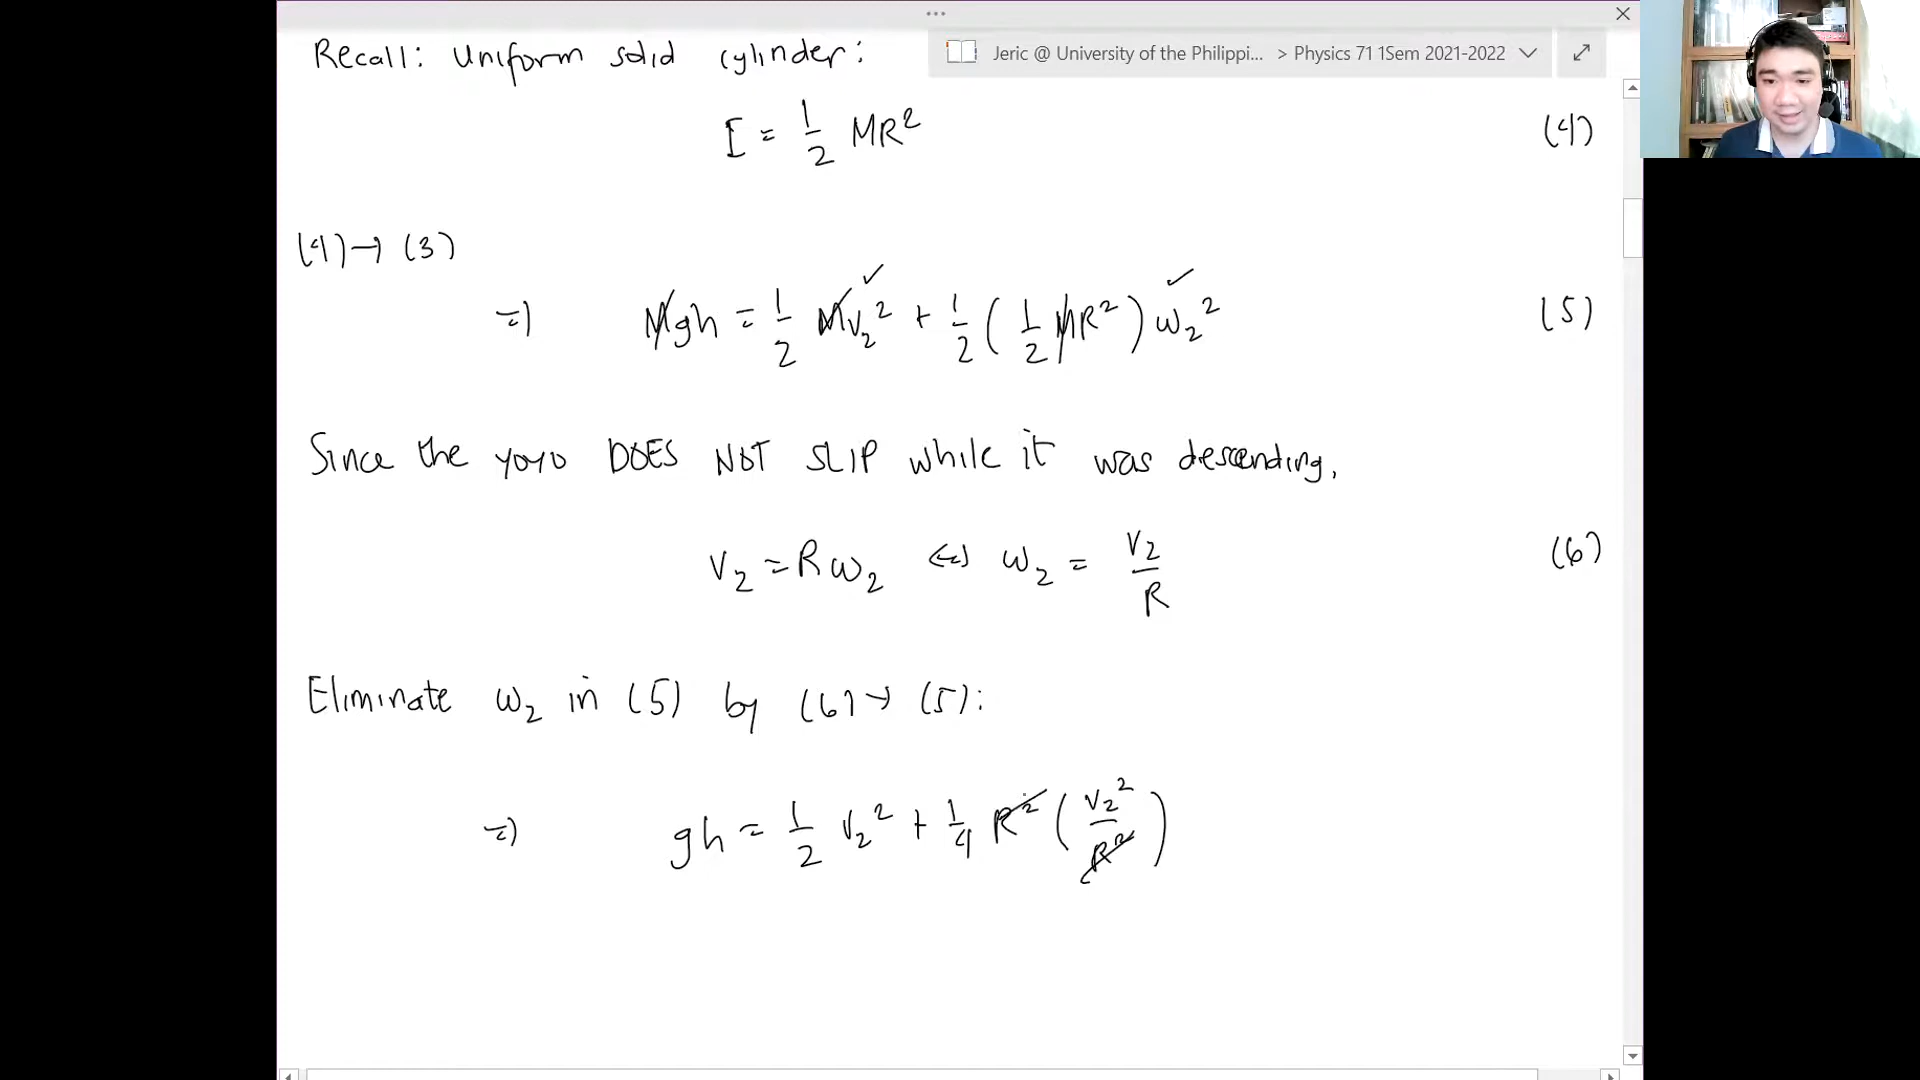 Recall: Uniform solid cylinder:
Jeric @ University of the Philippi... > Physics 71 1Sem 2021-2022
I = 1/2 MR² (4)
(4)→(3)
⇒ Mgh = 1/2 Mv₂² + 1/2 (1/2 MR²) ω₂² (5)
Since the yoyo DOES NOT SLIP while it was descending,
v₂ = Rω₂ ⇔ ω₂ = v₂/R (6)
Eliminate ω₂ in (5) by (6)→(5):
⇒ gh = 1/2 v₂² + 1/4 R² (v₂²/R²)